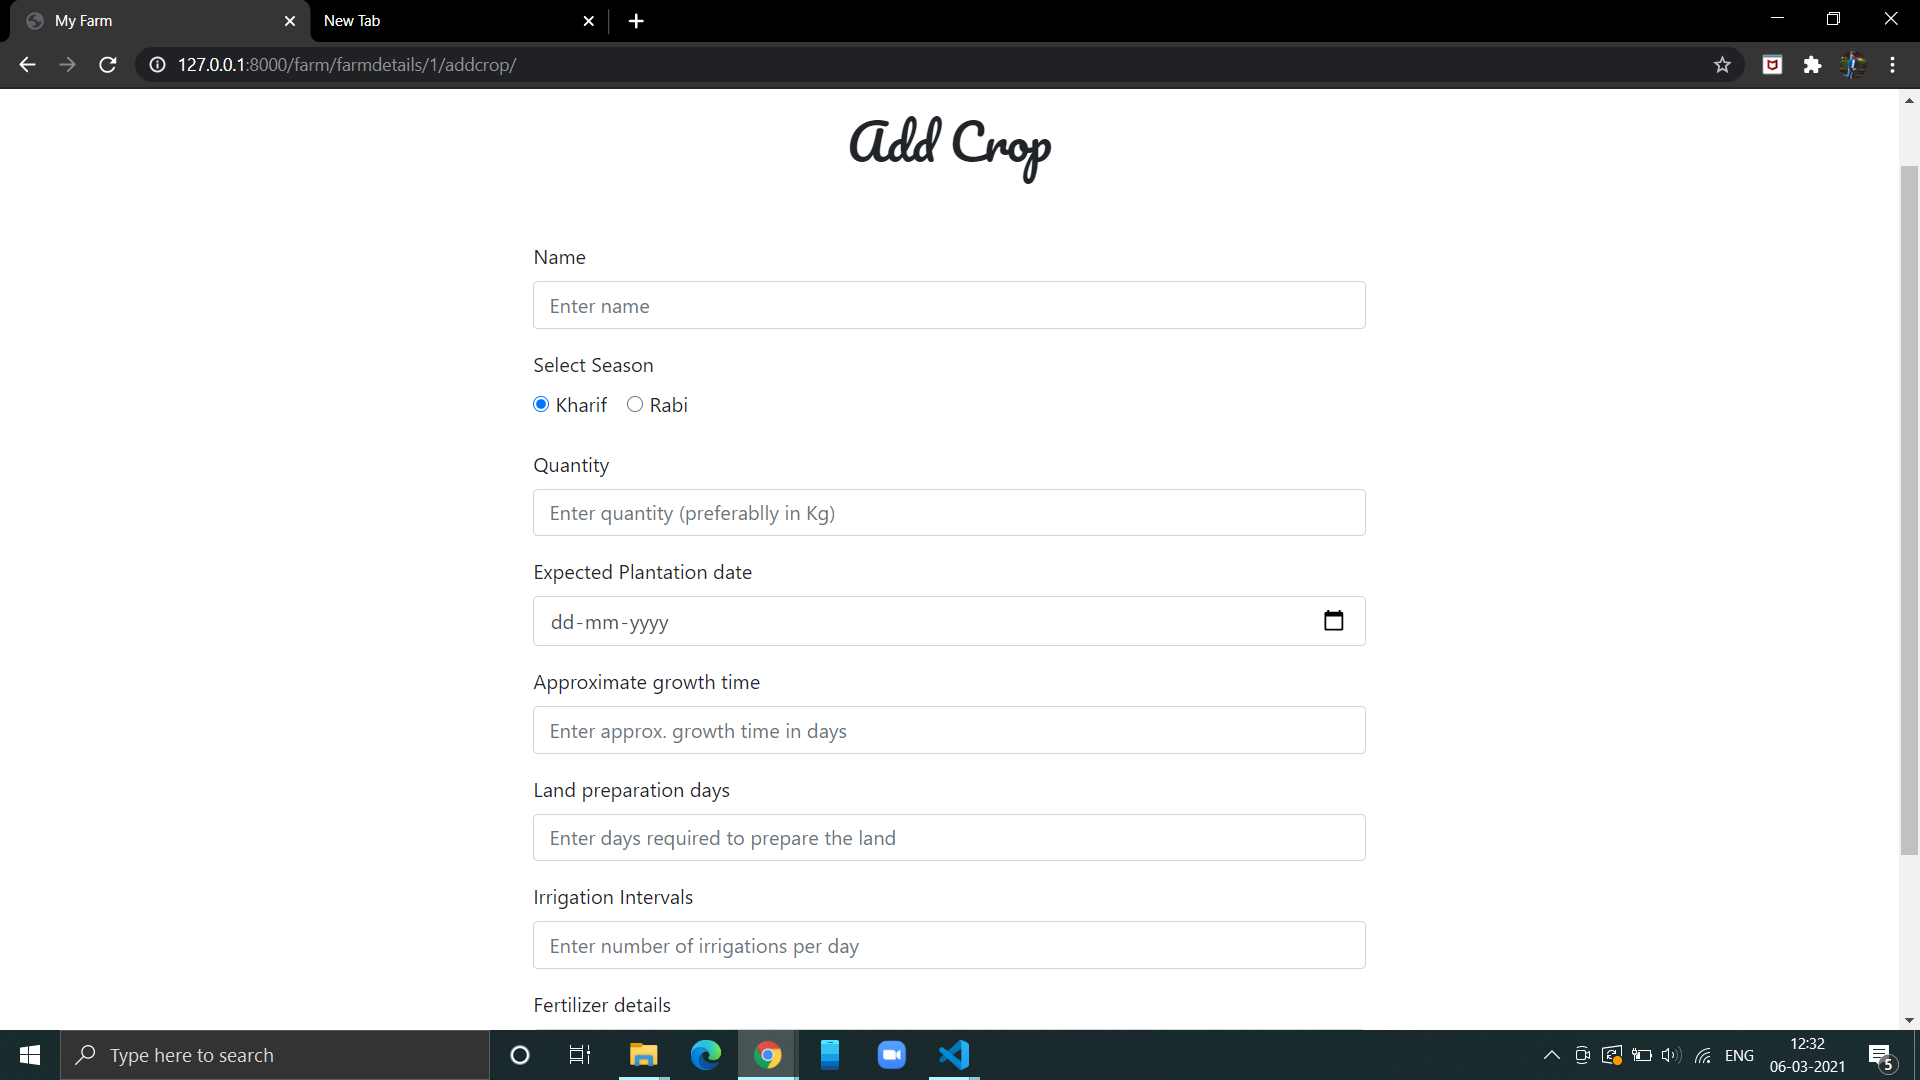 My Farm
New Tab
127.0.0.1:8000/farm/farmdetails/1/addcrop/
Add Crop
Name
Enter name
Select Season
Kharif Rabi
Quantity
Enter quantity (preferablly in Kg)
Expected Plantation date
dd-mm-yyyy
Approximate growth time
Enter approx. growth time in days
Land preparation days
Enter days required to prepare the land
Irrigation Intervals
Enter number of irrigations per day
Fertilizer details
Type here to search
ENG
12:32
06-03-2021
5